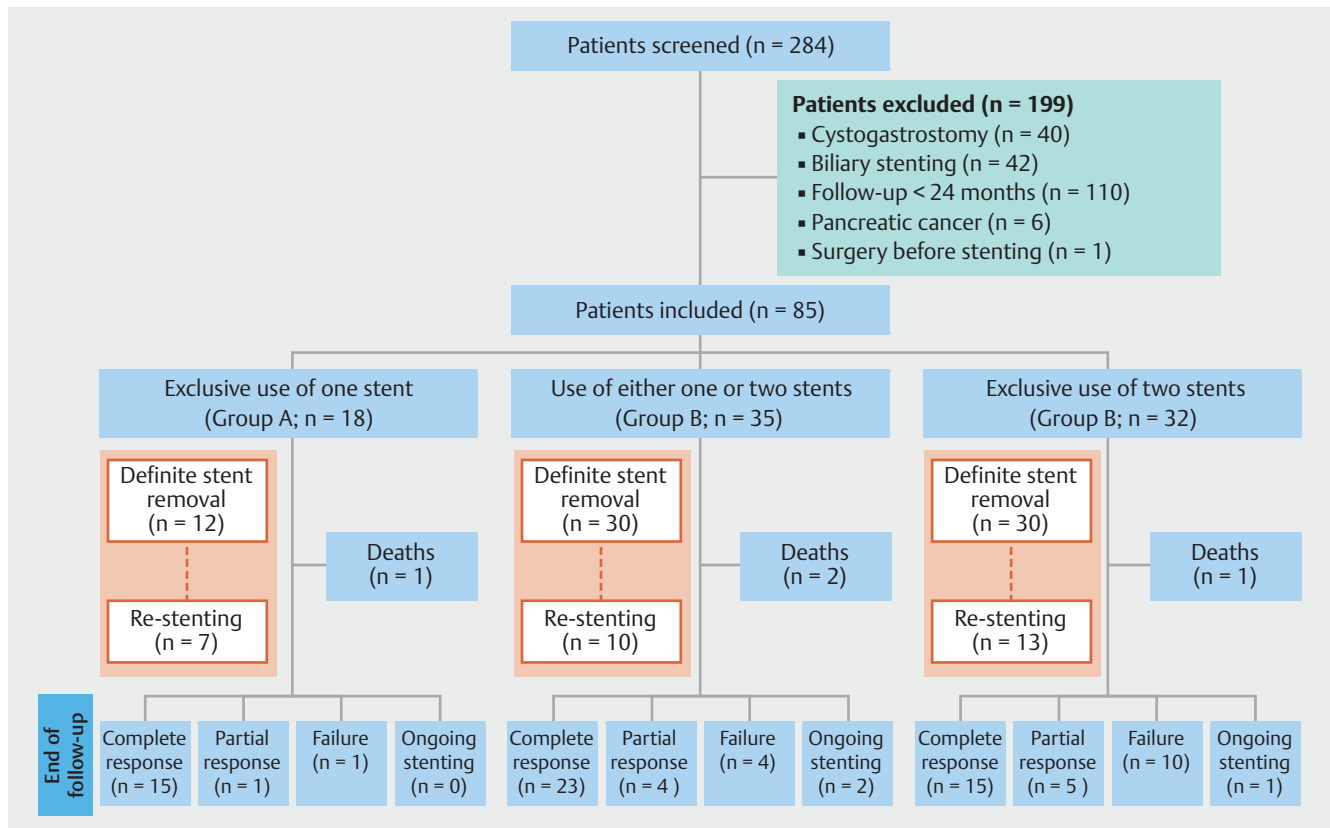 Patients screened (n = 284)
Patients excluded (n = 199)
▪ Cystogastrostomy (n = 40)
▪ Biliary stenting (n = 42)
▪ Follow-up < 24 months (n = 110)
▪ Pancreatic cancer (n = 6)
▪ Surgery before stenting (n = 1)
Patients included (n = 85)
Exclusive use of one stent
(Group A; n = 18)
Use of either one or two stents
(Group B; n = 35)
Exclusive use of two stents
(Group B; n = 32)
Definite stent
removal
(n = 12)
Deaths
(n = 1)
Re-stenting
(n = 7)
Definite stent
removal
(n = 30)
Deaths
(n = 2)
Re-stenting
(n = 10)
Definite stent
removal
(n = 30)
Deaths
(n = 1)
Re-stenting
(n = 13)
End of
follow-up
Complete
response
(n = 15)
Partial
response
(n = 1)
Failure
(n = 1)
Ongoing
stenting
(n = 0)
Complete
response
(n = 23)
Partial
response
(n = 4 )
Failure
(n = 4)
Ongoing
stenting
(n = 2)
Complete
response
(n = 15)
Partial
response
(n = 5 )
Failure
(n = 10)
Ongoing
stenting
(n = 1)